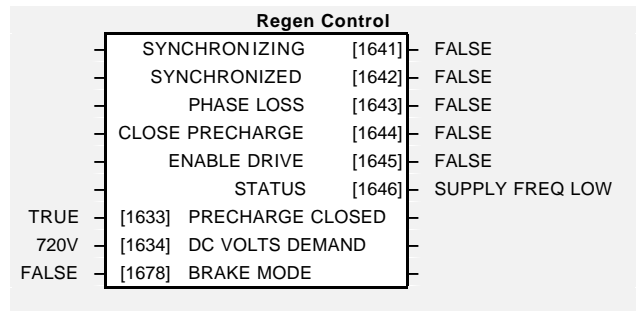 Regen Control
SYNCHRONIZING [1641] FALSE
SYNCHRONIZED [1642] FALSE
PHASE LOSS [1643] FALSE
CLOSE PRECHARGE [1644] FALSE
ENABLE DRIVE [1645] FALSE
STATUS [1646] SUPPLY FREQ LOW
TRUE [1633] PRECHARGE CLOSED
720V [1634] DC VOLTS DEMAND
FALSE [1678] BRAKE MODE